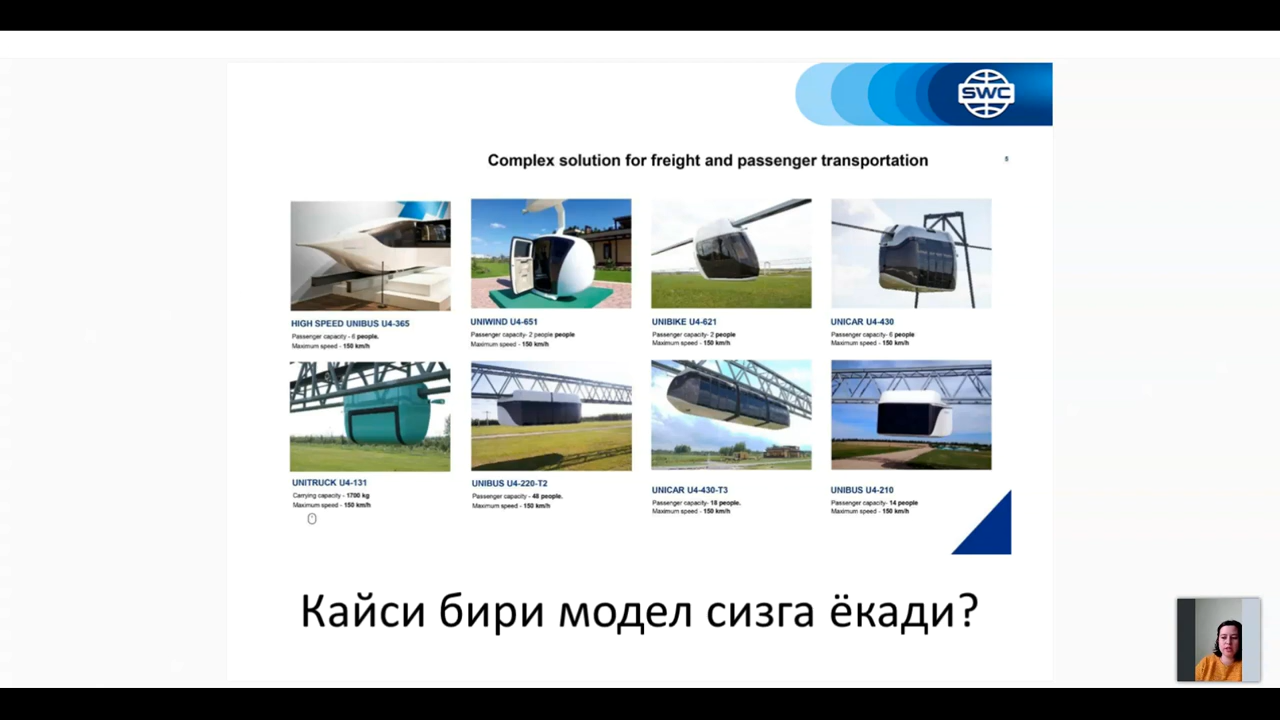 SWC
Complex solution for freight and passenger transportation
5
HIGH SPEED UNIBUS U4-365
Passenger capacity - 6 people.
Maximum speed - 150 km/h
UNIWIND U4-651
Passenger capacity- 2 people people
Maximum speed - 150 km/h
UNIBIKE U4-621
Passenger capacity - 2 people
Maximum speed - 150 km/h
UNICAR U4-430
Passenger capacity - 6 people
Maximum speed - 150 km/h
UNITRUCK U4-131
Carrying capacity - 1700 kg
Maximum speed - 150 km/h
UNIBUS U4-220-T2
Passenger capacity - 48 people.
Maximum speed - 150 km/h
UNICAR U4-430-T3
Passenger capacity- 18 people.
Maximum speed - 150 km/h
UNIBUS U4-210
Passenger capacity - 14 people
Maximum speed - 150 km/h
Кайси бири модел сизга ёкади?